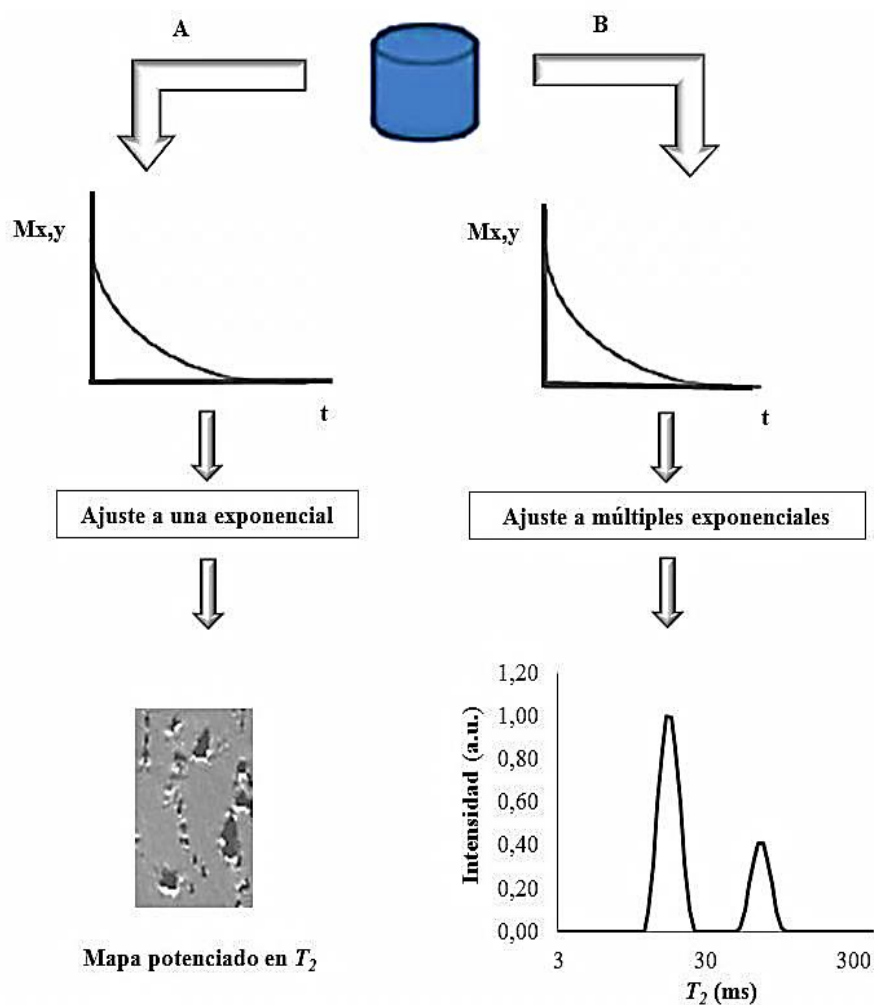 A
B
Mx,y
t
Mx,y
t
Ajuste a una exponencial
Ajuste a múltiples exponenciales
Mapa potenciado en T2
Intensidad (a.u.)
1,20
1,00
0,80
0,60
0,40
0,20
0,00
3
30
300
T2 (ms)